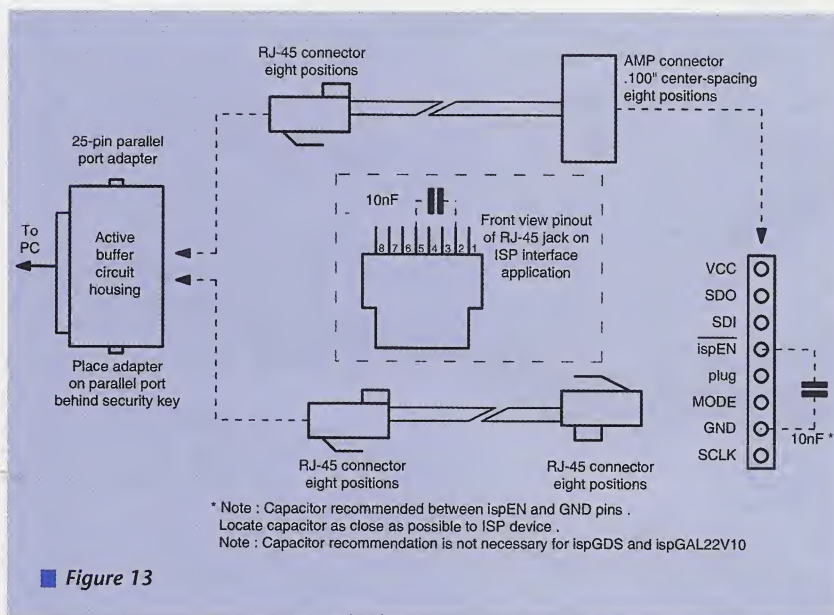 RJ-45 connector
eight positions
AMP connector
.100" center-spacing
eight positions
25-pin parallel
port adapter
To
PC
Active
buffer
circuit
housing
Place adapter
on parallel port
behind security key
10nF
8 7 6 5 4 3 2 1
Front view pinout
of RJ-45 jack on
ISP interface
application
VCC
SDO
SDI
ispEN
plug
MODE
GND
SCLK
10nF *
RJ-45 connector
eight positions
RJ-45 connector
eight positions
* Note : Capacitor recommended between ispEN and GND pins .
Locate capacitor as close as possible to ISP device .
Note : Capacitor recommendation is not necessary for ispGDS and ispGAL22V10
Figure 13